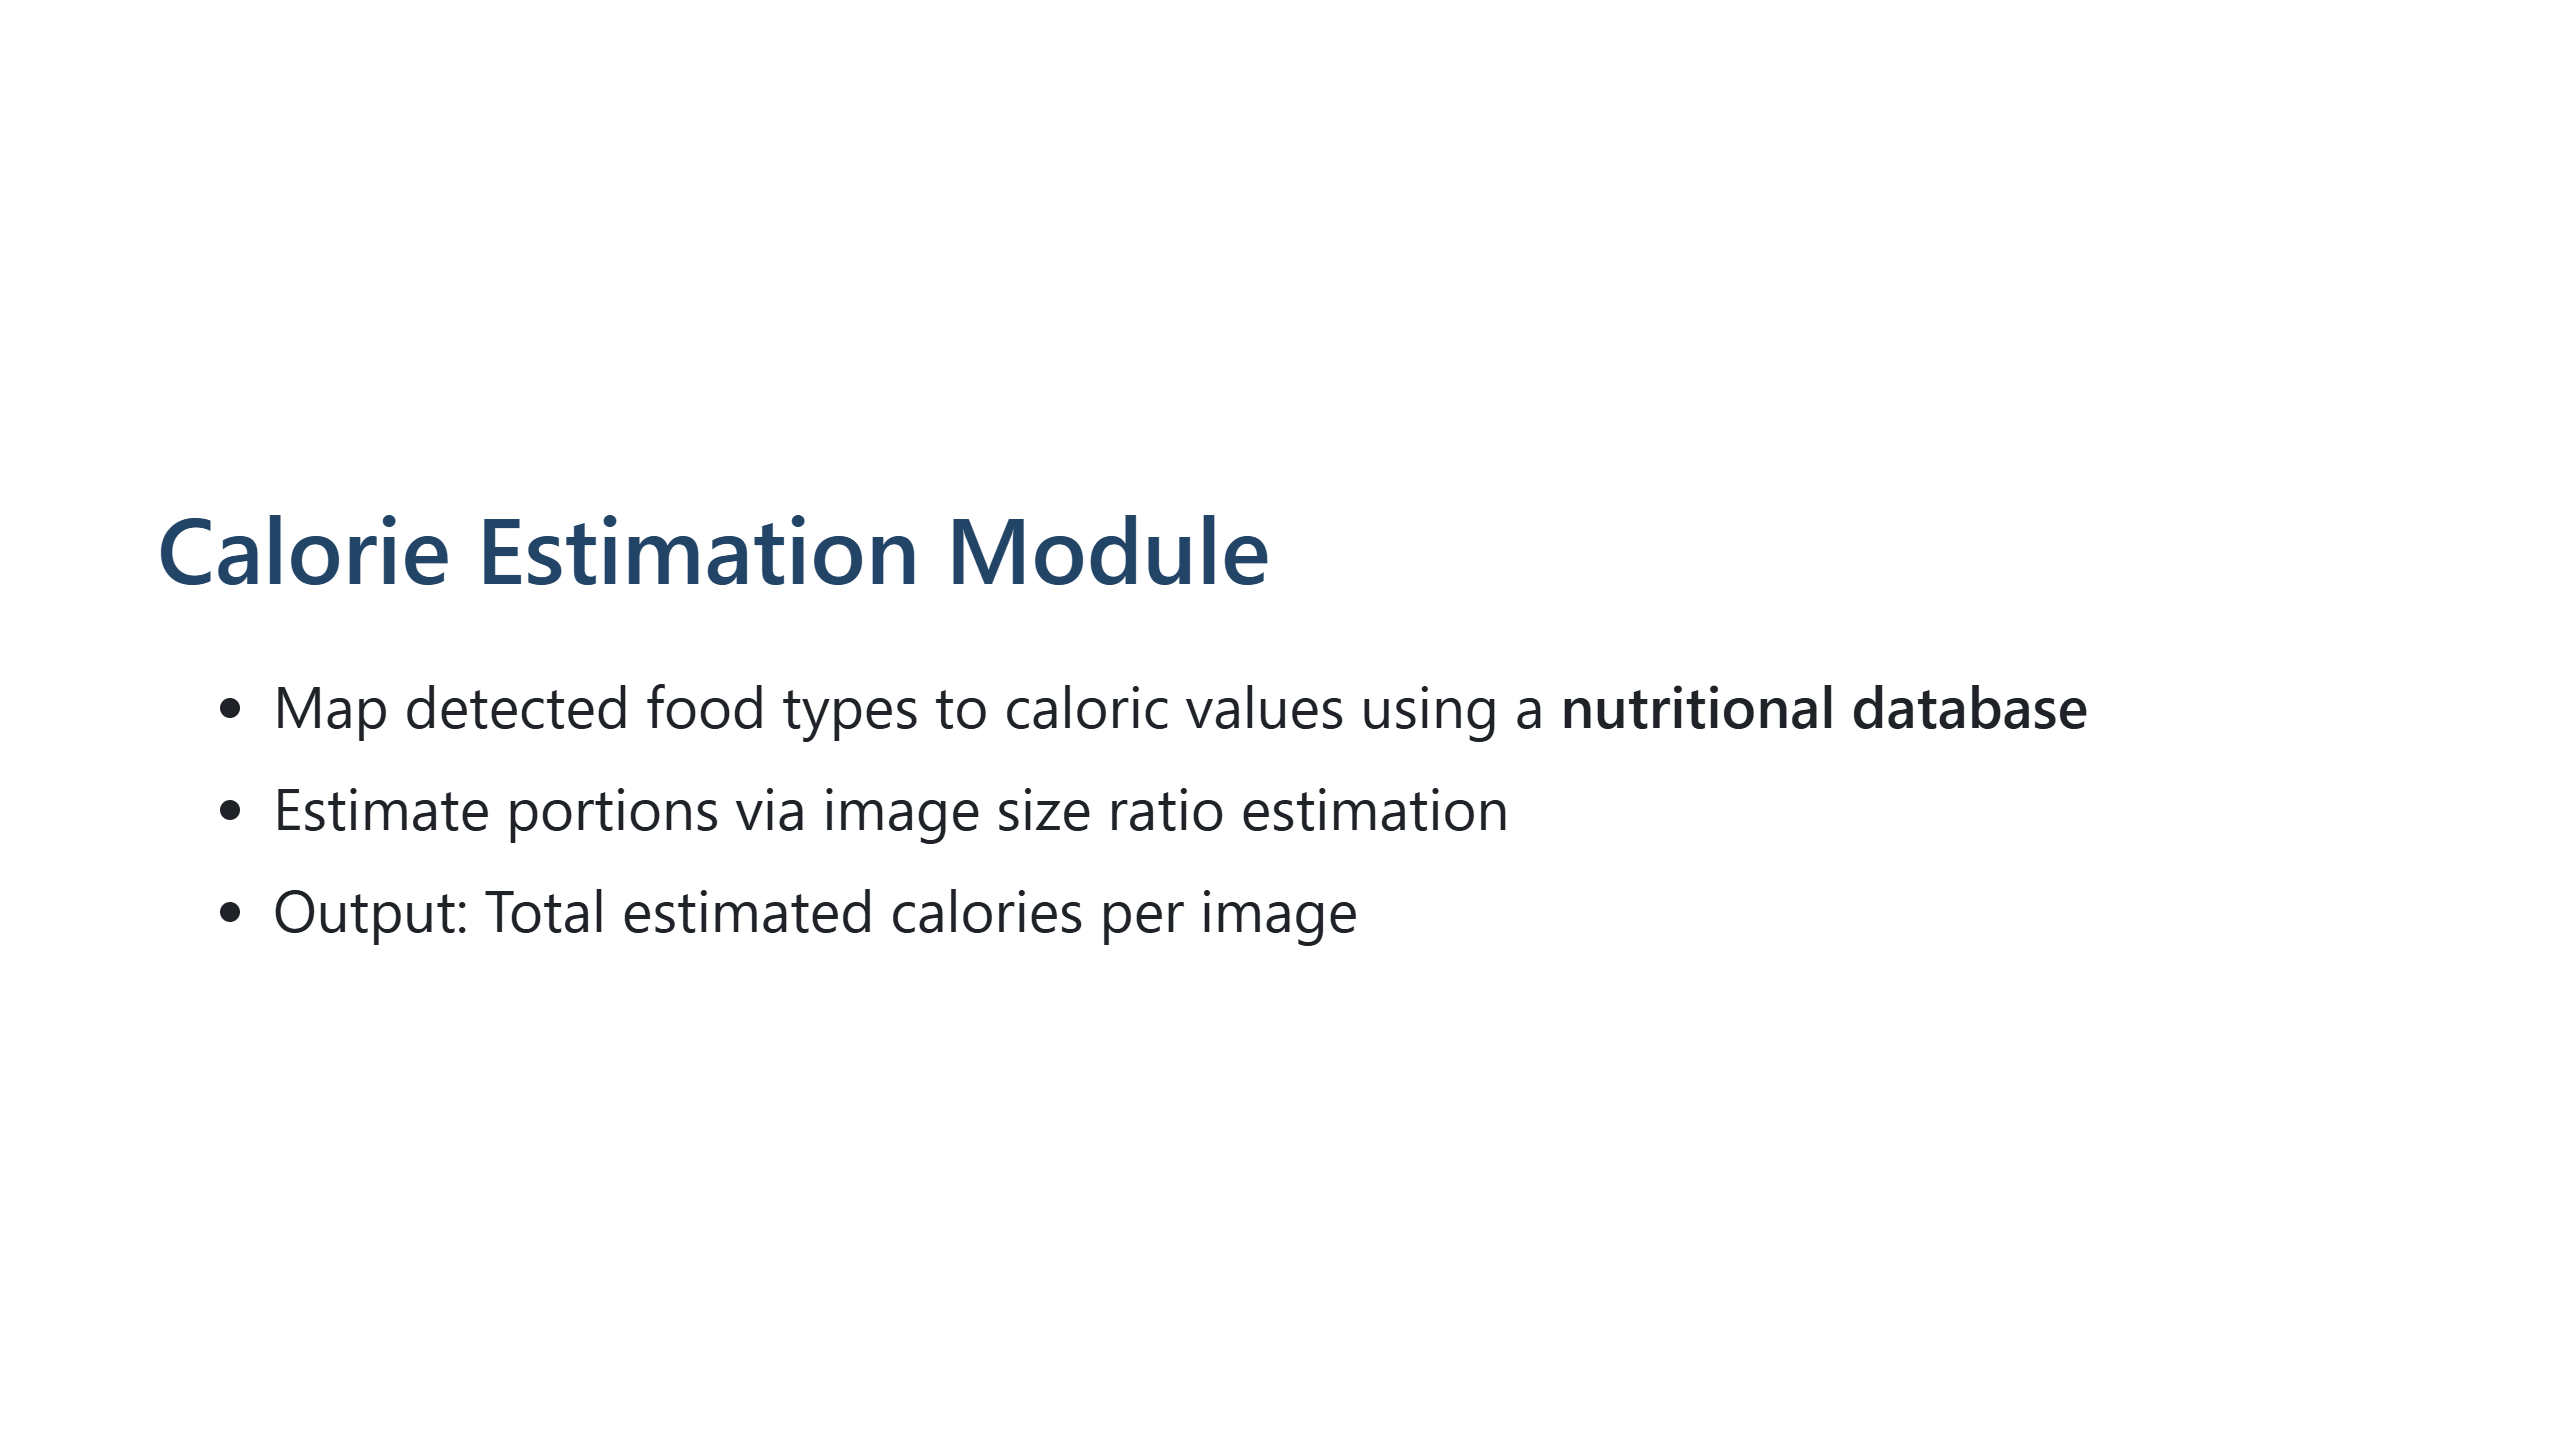 Calorie Estimation Module
• Map detected food types to caloric values using a nutritional database
• Estimate portions via image size ratio estimation
• Output: Total estimated calories per image